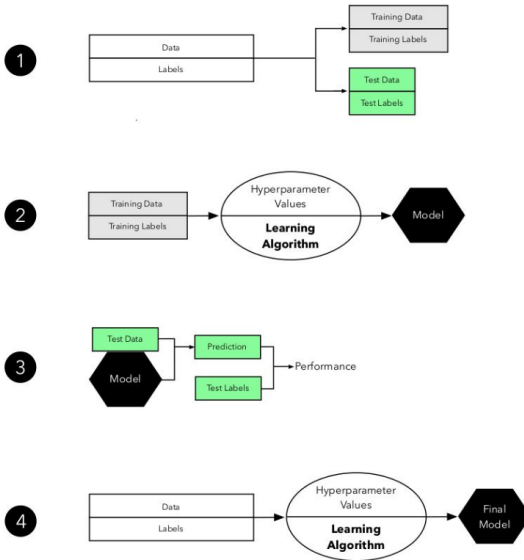 1
Data
Labels
Training Data
Training Labels
Test Data
Test Labels
2
Training Data
Training Labels
Hyperparameter
Values
Learning
Algorithm
Model
3
Test Data
Model
Prediction
Test Labels
Performance
4
Data
Labels
Hyperparameter
Values
Learning
Algorithm
Final
Model